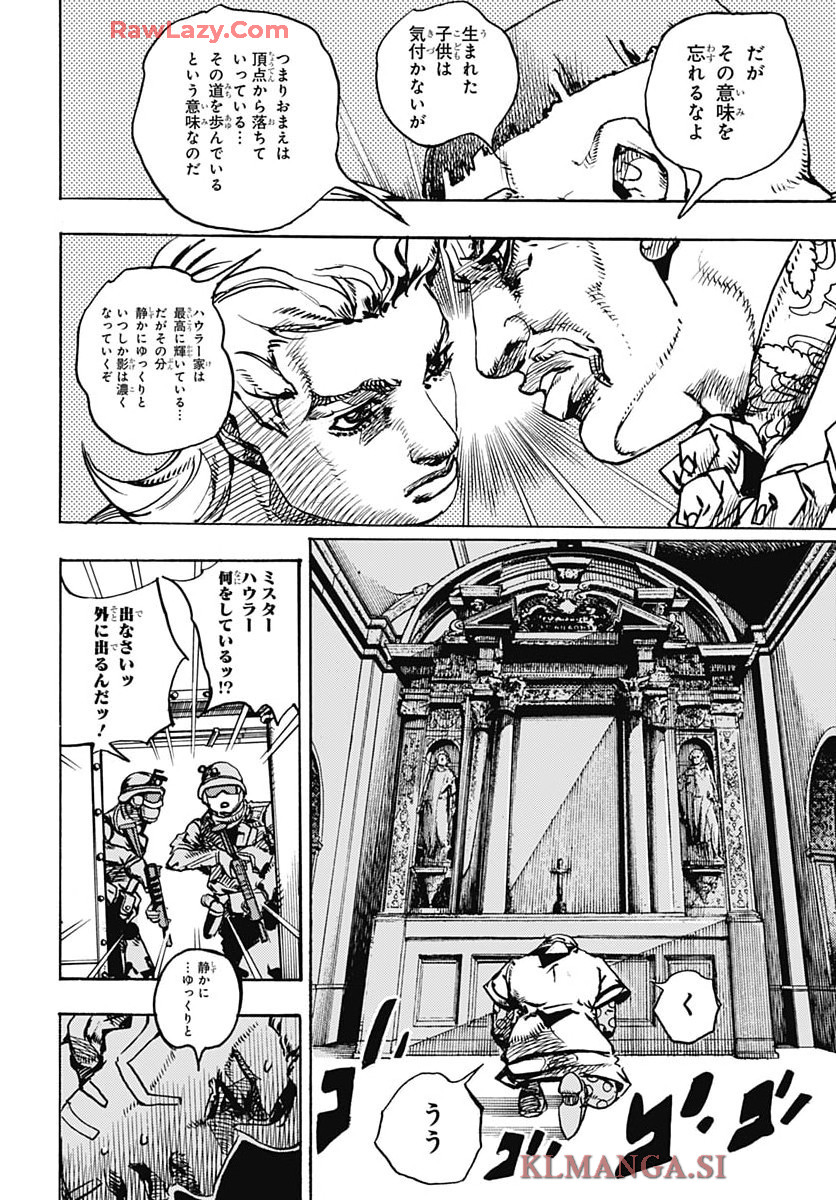 RawLazy.Com
だが
その意味を
忘れるなよ
生まれた
子供は
気付かないが
つまりおまえは
頂点から落ちて
いっている…
その道を歩んでいる
という意味なのだ
ハウラー家は
最高に輝いている…
だがその分
静かにゆっくりと
いつしか影は濃く
なっていくぞ
く
うう
ゴ
ゴ
ゴ
ゴ
ミスター
ハウラー
何をしているッ!?
出なさいッ
外に出るんだッ!
静かに
…ゆっくりと
KLMANGA.SI